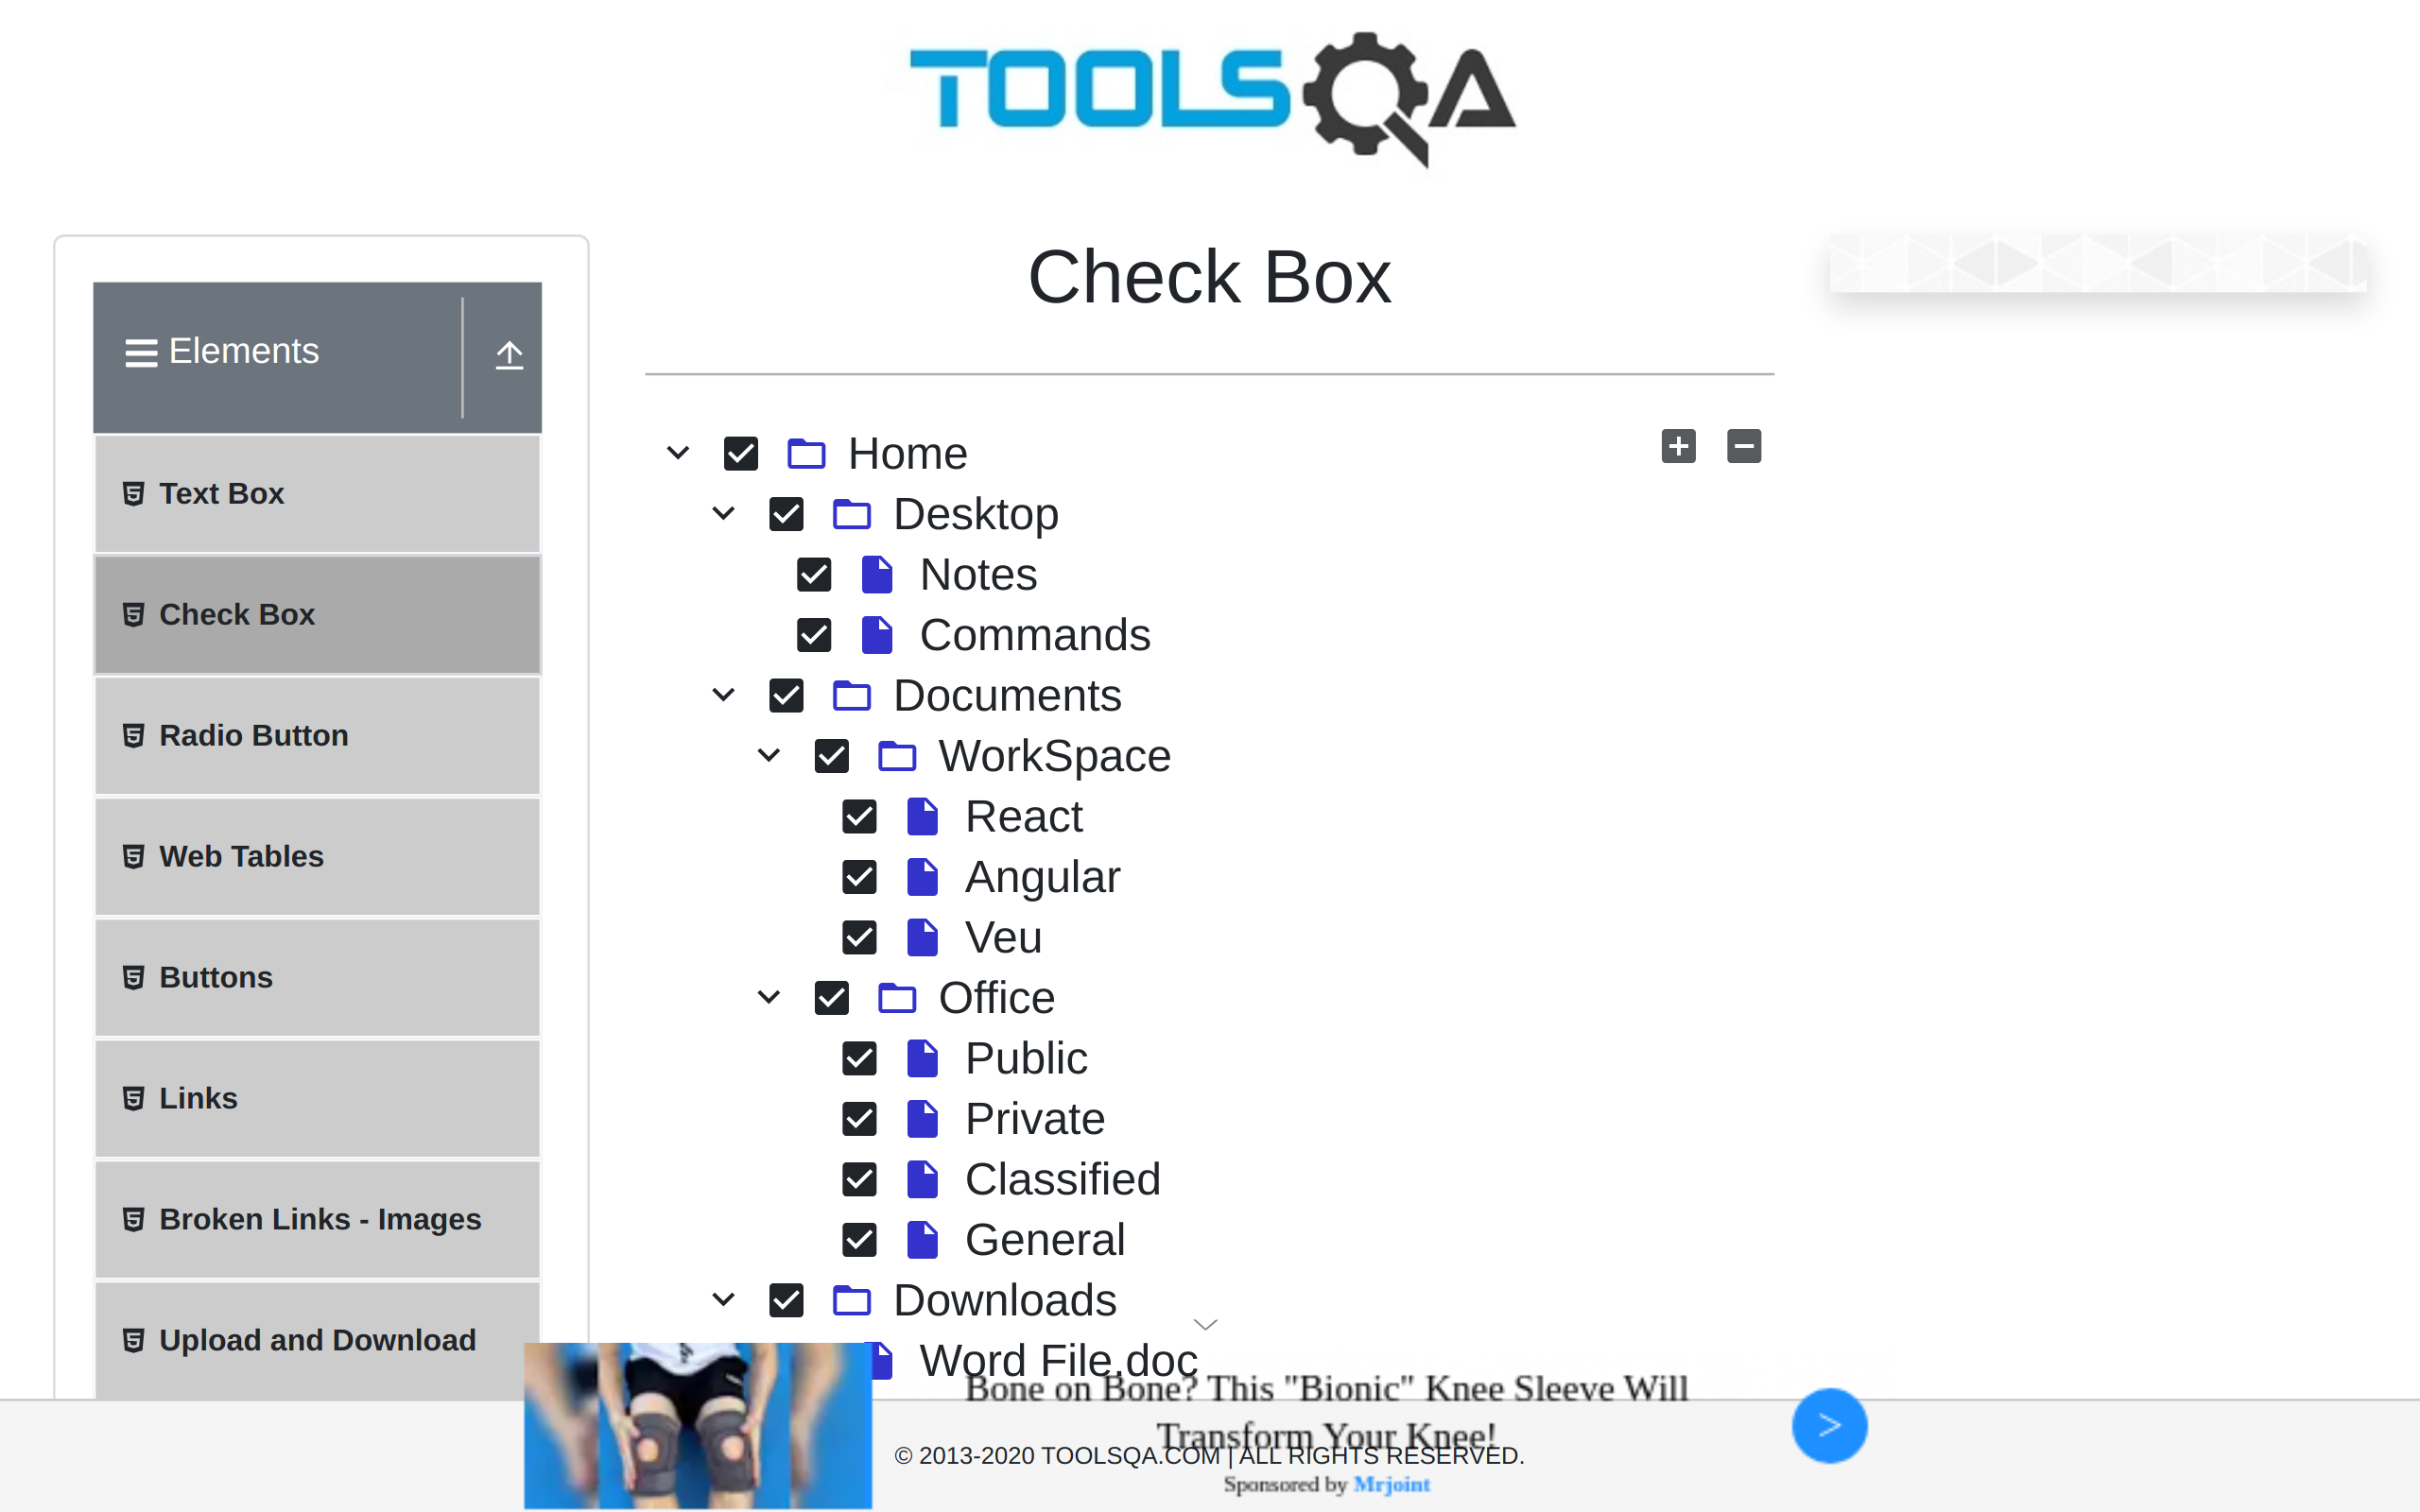 TOOLSQA
Check Box
Elements
Text Box
Check Box
Radio Button
Web Tables
Buttons
Links
Broken Links - Images
Upload and Download
Home
Desktop
Notes
Commands
Documents
WorkSpace
React
Angular
Veu
Office
Public
Private
Classified
General
Downloads
Word File.doc
Bone on Bone? This "Bionic" Knee Sleeve Will
Transform Your Knee!
© 2013-2020 TOOLSQA.COM | ALL RIGHTS RESERVED.
Sponsored by Mrjoint